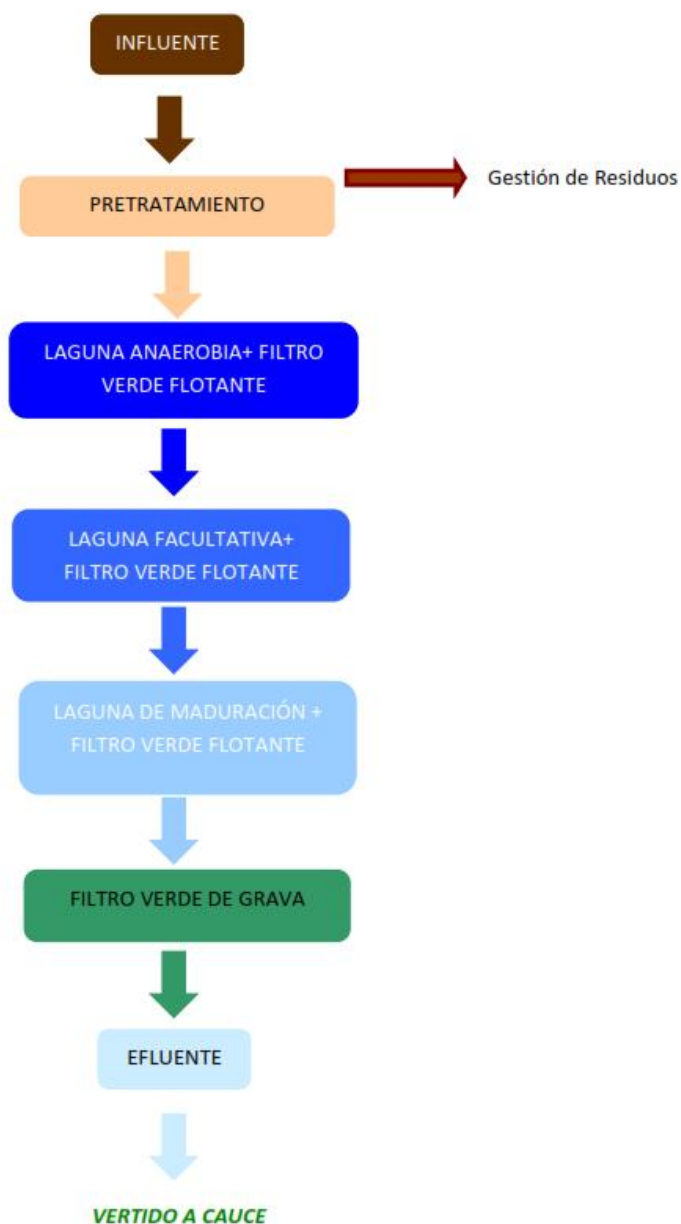 INFLUENTE
PRETRATAMIENTO
Gestión de Residuos
LAGUNA ANAEROBIA+ FILTRO
VERDE FLOTANTE
LAGUNA FACULTATIVA+
FILTRO VERDE FLOTANTE
LAGUNA DE MADURACIÓN +
FILTRO VERDE FLOTANTE
FILTRO VERDE DE GRAVA
EFLUENTE
VERTIDO A CAUCE